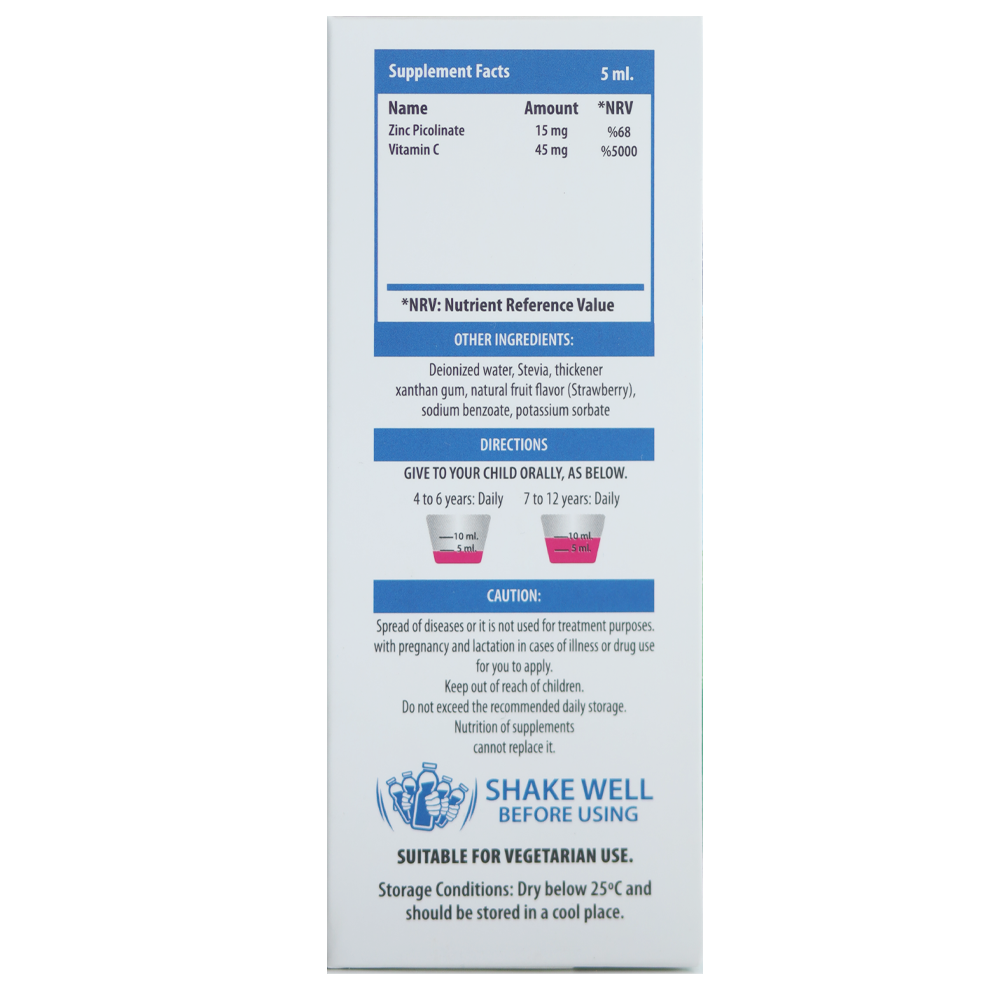 Supplement Facts 5 ml.
Name Amount *NRV
Zinc Picolinate 15 mg %68
Vitamin C 45 mg %5000
*NRV: Nutrient Reference Value
OTHER INGREDIENTS:
Deionized water, Stevia, thickener
xanthan gum, natural fruit flavor (Strawberry),
sodium benzoate, potassium sorbate
DIRECTIONS
GIVE TO YOUR CHILD ORALLY, AS BELOW.
4 to 6 years: Daily 7 to 12 years: Daily
10 ml. 10 ml.
5 ml. 5 ml.
CAUTION:
Spread of diseases or it is not used for treatment purposes.
with pregnancy and lactation in cases of illness or drug use
for you to apply.
Keep out of reach of children.
Do not exceed the recommended daily storage.
Nutrition of supplements
cannot replace it.
SHAKE WELL
BEFORE USING
SUITABLE FOR VEGETARIAN USE.
Storage Conditions: Dry below 25ºC and
should be stored in a cool place.